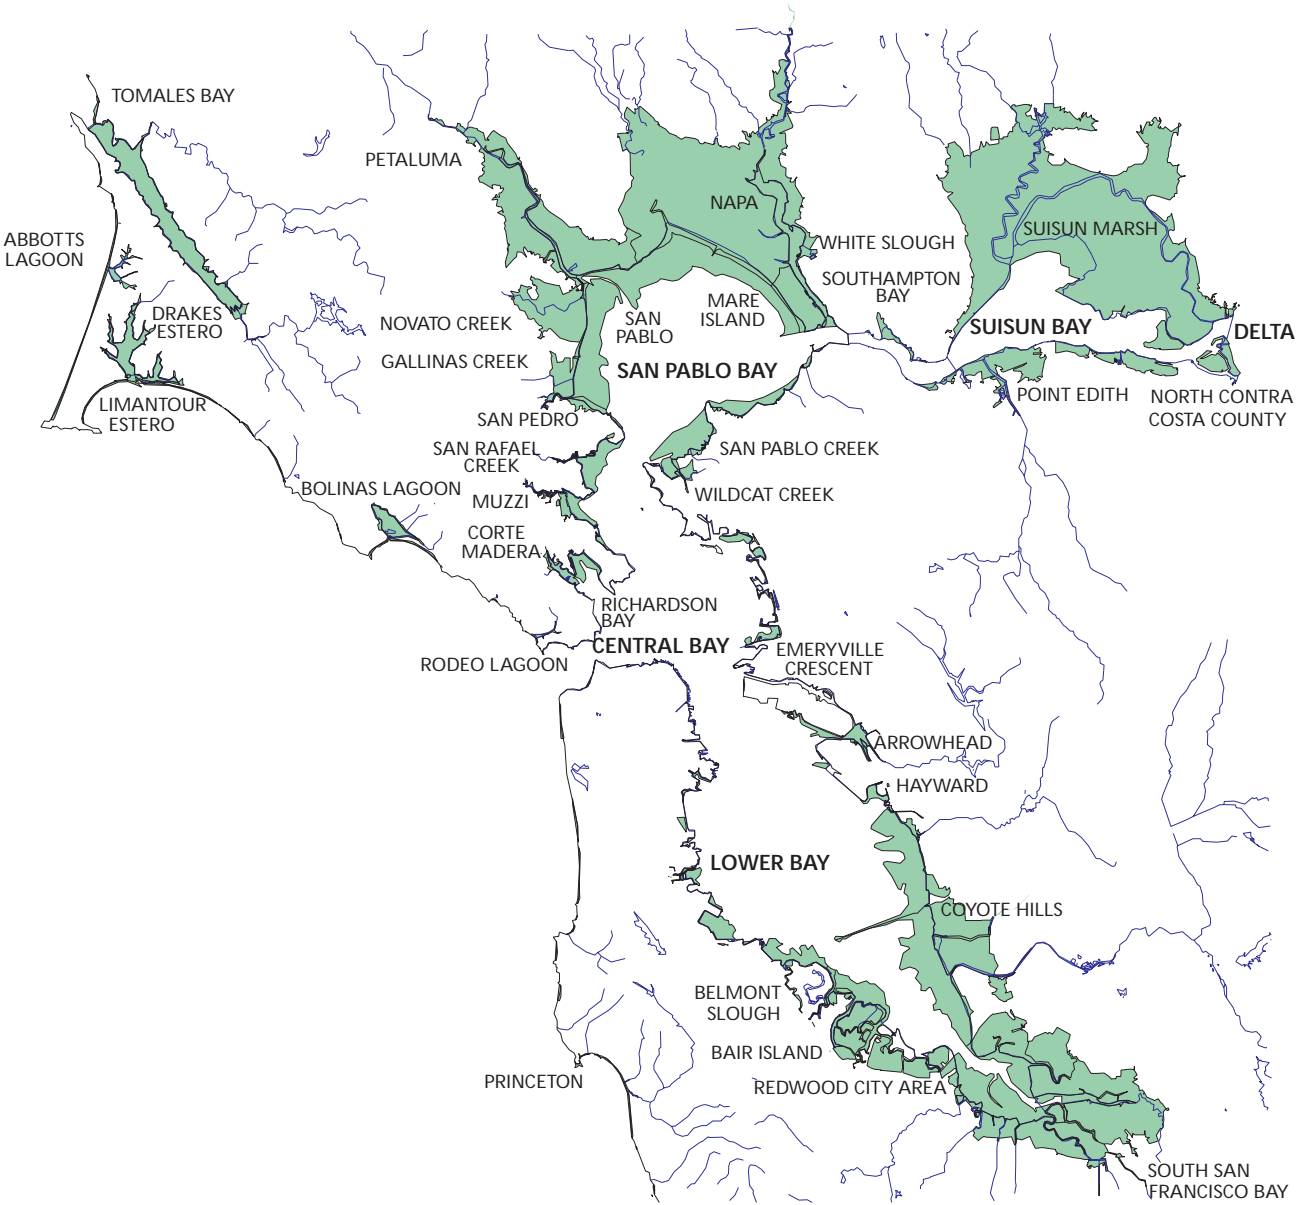 TOMALES BAY
PETALUMA
NAPA
ABBOTTS
LAGOON
WHITE SLOUGH
SUISUN MARSH
SOUTHAMPTON
BAY
DRAKES
ESTERO
NOVATO CREEK
SAN
PABLO
MARE
ISLAND
SUISUN BAY
DELTA
GALLINAS CREEK
SAN PABLO BAY
LIMANTOUR
ESTERO
SAN PEDRO
POINT EDITH
NORTH CONTRA
COSTA COUNTY
SAN RAFAEL
CREEK
SAN PABLO CREEK
BOLINAS LAGOON
MUZZI
WILDCAT CREEK
CORTE
MADERA
RICHARDSON
BAY
CENTRAL BAY
RODEO LAGOON
EMERYVILLE
CRESCENT
ARROWHEAD
HAYWARD
LOWER BAY
COYOTE HILLS
BELMONT
SLOUGH
BAIR ISLAND
PRINCETON
REDWOOD CITY AREA
SOUTH SAN
FRANCISCO BAY